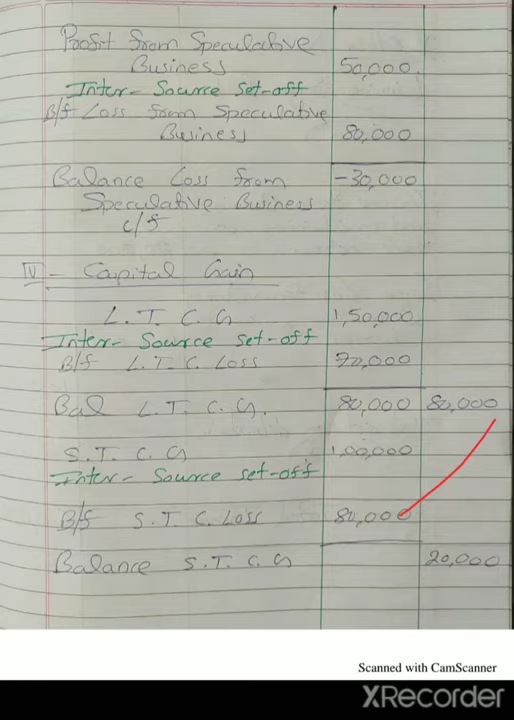 Profit from Speculative
Business 50,000
Inter-Source Set-off
B/f Loss from Speculative
Business 80,000
Balance Loss from -30,000
Speculative Business
c/f
IV - Capital Gain
L.T.C.G 1,50,000
Inter-Source set-off
B/f L.T.C.Loss 70,000
Bal L.T.C.G. 80,000 80,000
S.T.C.G 1,00,000
Inter-Source set-off
B/f S.T.C.Loss 80,000
Balance S.T.C.G 20,000
Scanned with CamScanner
XRecorder